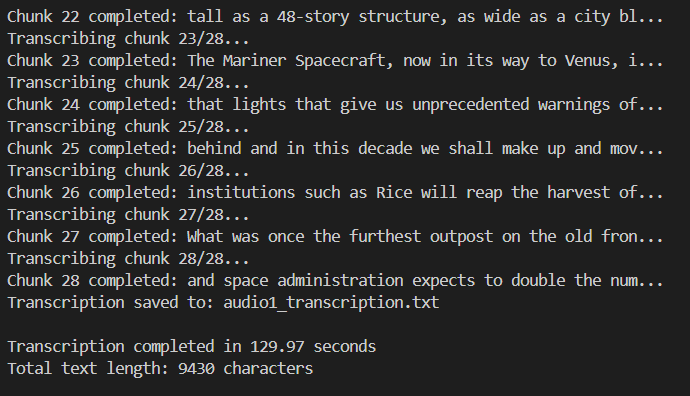 Chunk 22 completed: tall as a 48-story structure, as wide as a city bl...
Transcribing chunk 23/28...
Chunk 23 completed: The Mariner Spacecraft, now in its way to Venus, i...
Transcribing chunk 24/28...
Chunk 24 completed: that lights that give us unprecedented warnings of...
Transcribing chunk 25/28...
Chunk 25 completed: behind and in this decade we shall make up and mov...
Transcribing chunk 26/28...
Chunk 26 completed: institutions such as Rice will reap the harvest of...
Transcribing chunk 27/28...
Chunk 27 completed: What was once the furthest outpost on the old fron...
Transcribing chunk 28/28...
Chunk 28 completed: and space administration expects to double the num...
Transcription saved to: audio1_transcription.txt
Transcription completed in 129.97 seconds
Total text length: 9430 characters